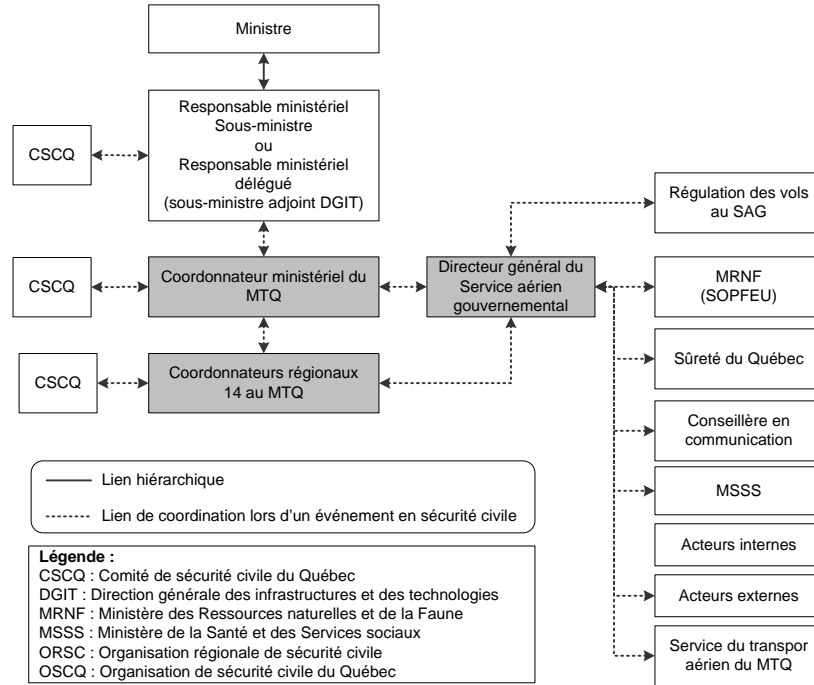 Ministre
Responsable ministériel
Sous-ministre
ou
Responsable ministériel
délégué
(sous-ministre adjoint DGIT)
CSCQ
Régulation des vols
au SAG
CSCQ
Coordonnateur ministériel du
MTQ
Directeur général du
Service aérien
gouvernemental
MRNF
(SOPFEU)
Sûreté du Québec
CSCQ
Coordonnateurs régionaux
14 au MTQ
Conseillère en
communication
MSSS
Acteurs internes
Acteurs externes
Service du transpor
aérien du MTQ
Lien hiérarchique
Lien de coordination lors d'un événement en sécurité civile
Légende :
CSCQ : Comité de sécurité civile du Québec
DGIT : Direction générale des infrastructures et des technologies
MRNF : Ministère des Ressources naturelles et de la Faune
MSSS : Ministère de la Santé et des Services sociaux
ORSC : Organisation régionale de sécurité civile
OSCQ : Organisation de sécurité civile du Québec